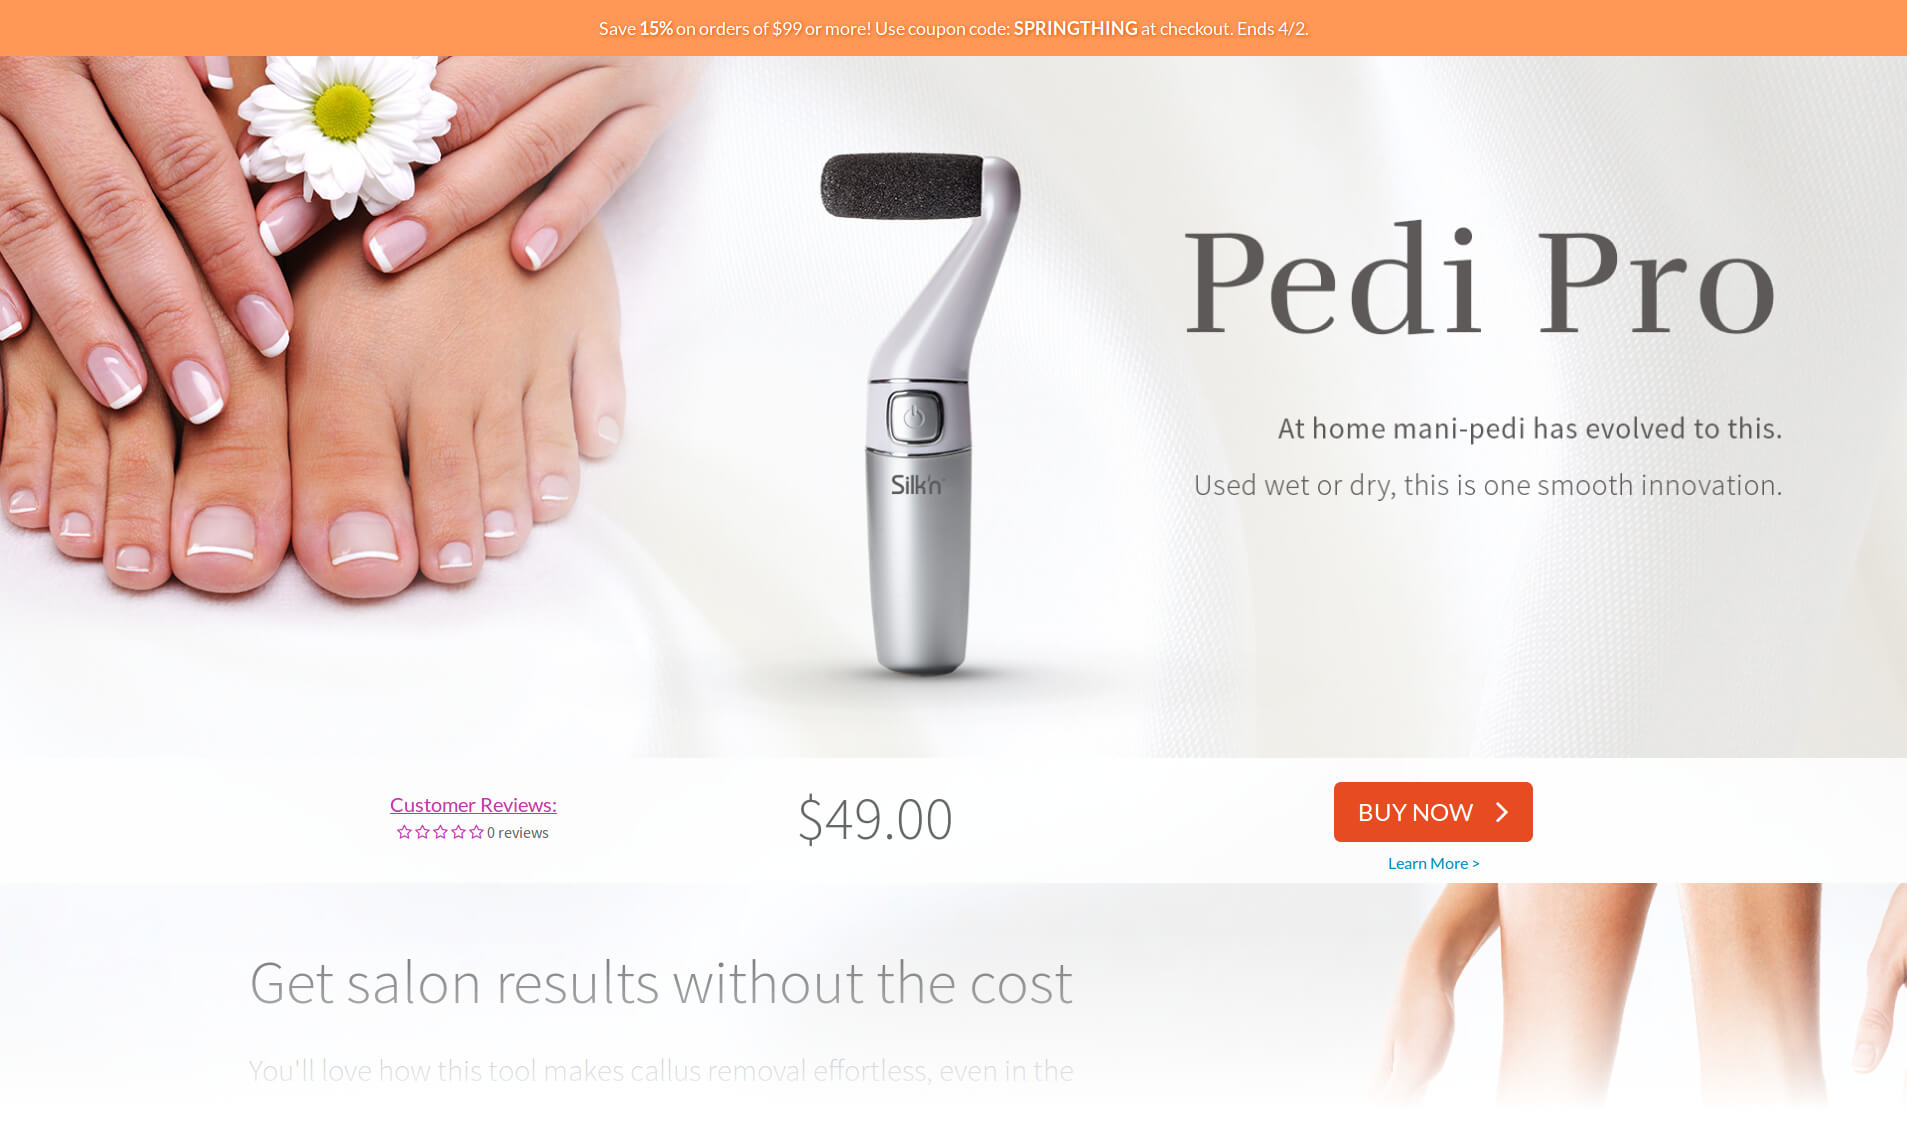 Save 15% on orders of $99 or more! Use coupon code: SPRINGTHING at checkout. Ends 4/2.
Pedi Pro
At home mani-pedi has evolved to this.
Used wet or dry, this is one smooth innovation.
Silk'n
Customer Reviews:
0 reviews
$49.00
BUY NOW
Learn More >
Get salon results without the cost
You'll love how this tool makes callus removal effortless, even in the